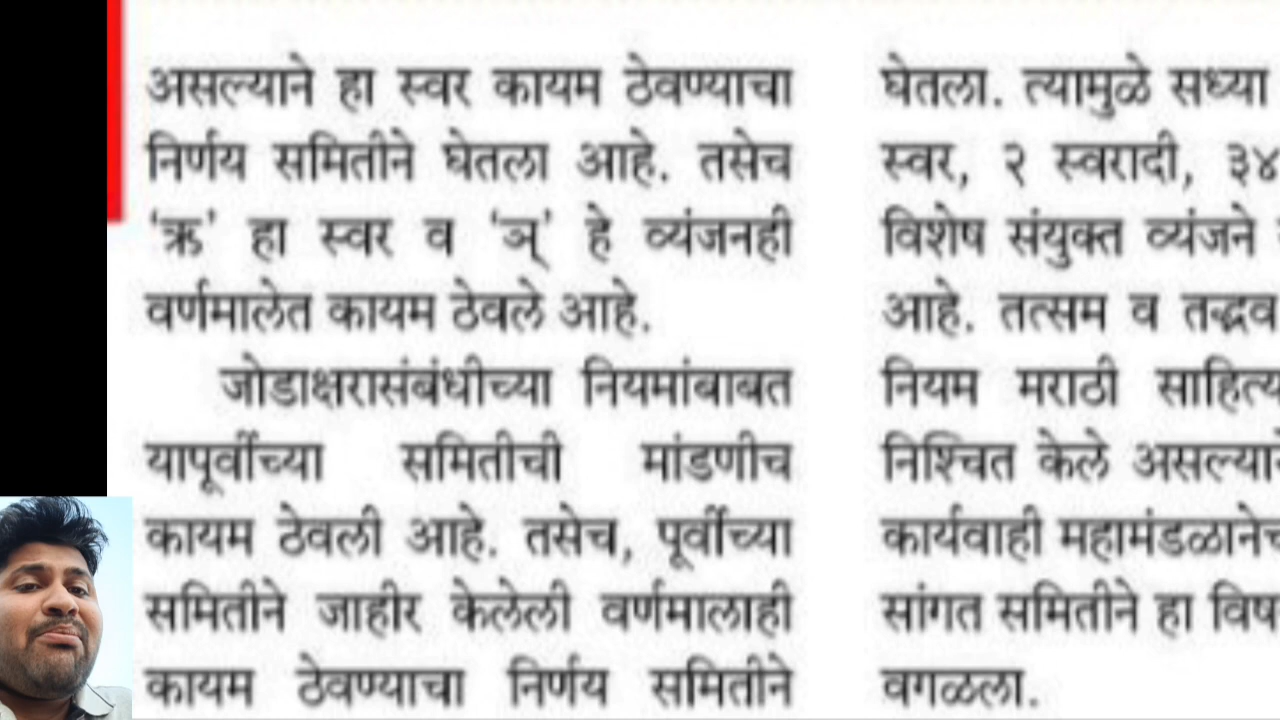 असल्याने हा स्वर कायम ठेवण्याचा
निर्णय समितीने घेतला आहे. तसेच
‘ऋ’ हा स्वर व ‘ञ्’ हे व्यंजनही
वर्णमालेत कायम ठेवले आहे.
जोडाक्षरासंबंधीच्या नियमांबाबत
यापूर्वीच्या समितीची मांडणीच
कायम ठेवली आहे. तसेच, पूर्वीच्या
समितीने जाहीर केलेली वर्णमालाही
कायम ठेवण्याचा निर्णय समितीने
घेतला. त्यामुळे सध्या
स्वर, २ स्वरादी, ३४
विशेष संयुक्त व्यंजने
आहे. तत्सम व तद्भव
नियम मराठी साहित्य
निश्चित केले
कार्यवाही
सांगत समितीने हा
वगळला.